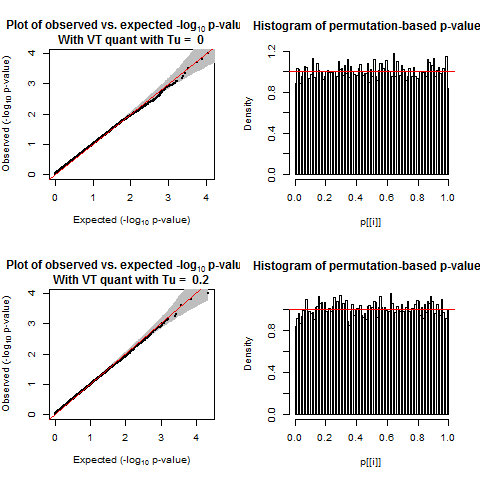 Plot of observed vs. expected -log10 p-valu
With VT quant with Tu = 0
Observed (-log10 p-value)
0
1
2
3
4
0 1 2 3 4
Expected (-log10 p-value)
Histogram of permutation-based p-value
Density
0.0
0.4
0.8
1.2
0.0 0.2 0.4 0.6 0.8 1.0
p[[i]]
Plot of observed vs. expected -log10 p-valu
With VT quant with Tu = 0.2
Observed (-log10 p-value)
0
1
2
3
4
0 1 2 3 4
Expected (-log10 p-value)
Histogram of permutation-based p-value
Density
0.0
0.4
0.8
0.0 0.2 0.4 0.6 0.8 1.0
p[[i]]